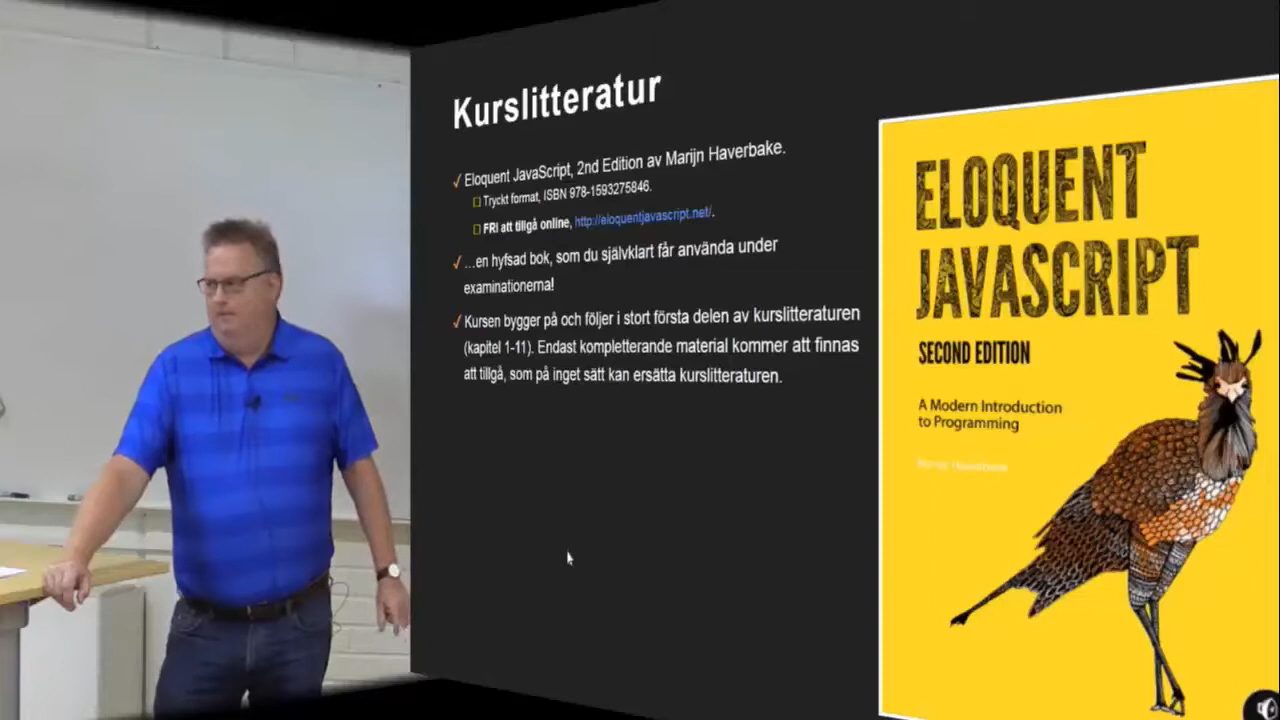 Kurslitteratur
✓ Eloquent JavaScript, 2nd Edition av Marijn Haverbake.
Tryckt format, ISBN 978-1593275846.
FRI att tillgå online, http://eloquentjavascript.net/.
✓ …en hyfsad bok, som du självklart får använda under
examinationerna!
✓ Kursen bygger på och följer i stort första delen av kurslitteraturen
(kapitel 1-11). Endast kompletterande material kommer att finnas
att tillgå, som på inget sätt kan ersätta kurslitteraturen.
ELOQUENT
JAVASCRIPT
SECOND EDITION
A Modern Introduction
to Programming